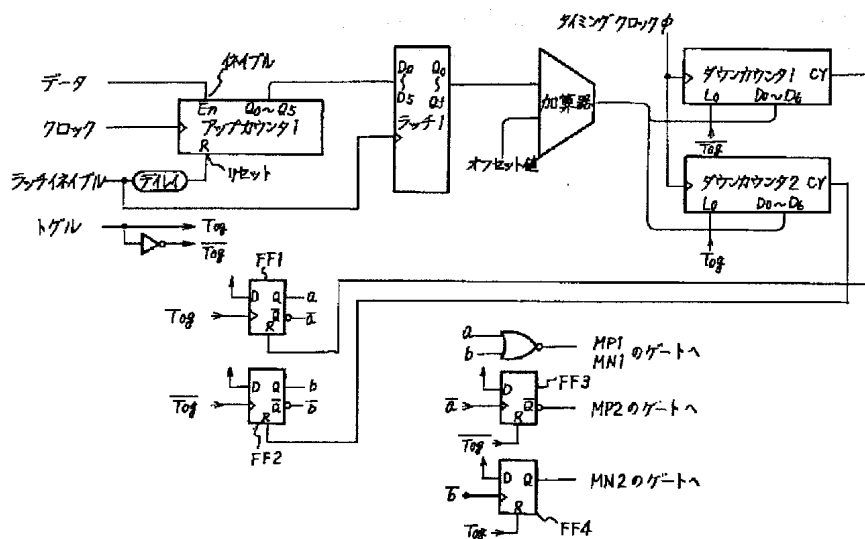 タイミングクロックφ
データ
イネイブル
En Q0～Q5
アップカウンタ1
R
クロック
リセット
ラッチイネイブル
ディレイ
D0 Q0
D5 Q5
ラッチ1
加算器
オフセット値
ダウンカウンタ1 CY
L0 D0～D6
T̅o̅g̅
ダウンカウンタ2 CY
L0 D0～D6
Tog
トグル
Tog
T̅o̅g̅
FF1
D Q a
Tog
Q̅ a̅
R
D Q b
T̅o̅g̅
Q̅ b̅
R
FF2
a
b
MP1
MN1 のゲートへ
FF3
D
a̅
Q̅
MP2のゲートへ
R
T̅o̅g̅
D Q
MN2のゲートへ
b̅
R
Tog
FF4